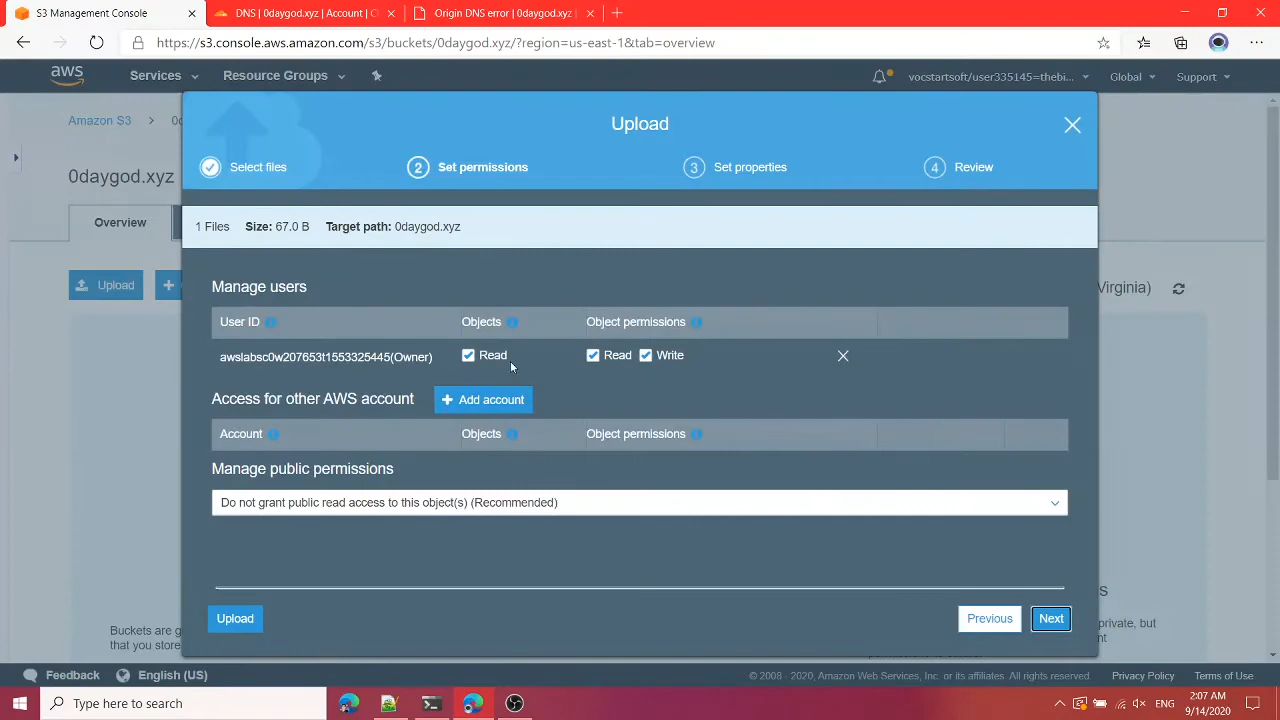 S3 Management Console
DNS | 0daygod.xyz | Account | C
Origin DNS error | 0daygod.xyz |
https://s3.console.aws.amazon.com/s3/buckets/0daygod.xyz/?region=us-east-1&tab=overview
aws Services Resource Groups vocstartsoft/user335145=thebi... Global Support
Amazon S3 > 0d
Upload
Select files 2 Set permissions 3 Set properties 4 Review
0daygod.xyz
Overview
1 Files Size: 67.0 B Target path: 0daygod.xyz
Upload
Virginia)
Manage users
User ID Objects Object permissions
awslabsc0w207653t1553325445(Owner) Read Read Write
Access for other AWS account + Add account
Account Objects Object permissions
Manage public permissions
Do not grant public read access to this object(s) (Recommended)
Upload Previous Next
Buckets are g
that you store
private, but
Feedback English (US) © 2008 - 2020, Amazon Web Services, Inc. or its affiliates. All rights reserved. Privacy Policy Terms of Use
Type here to search ENG 2:07 AM
9/14/2020